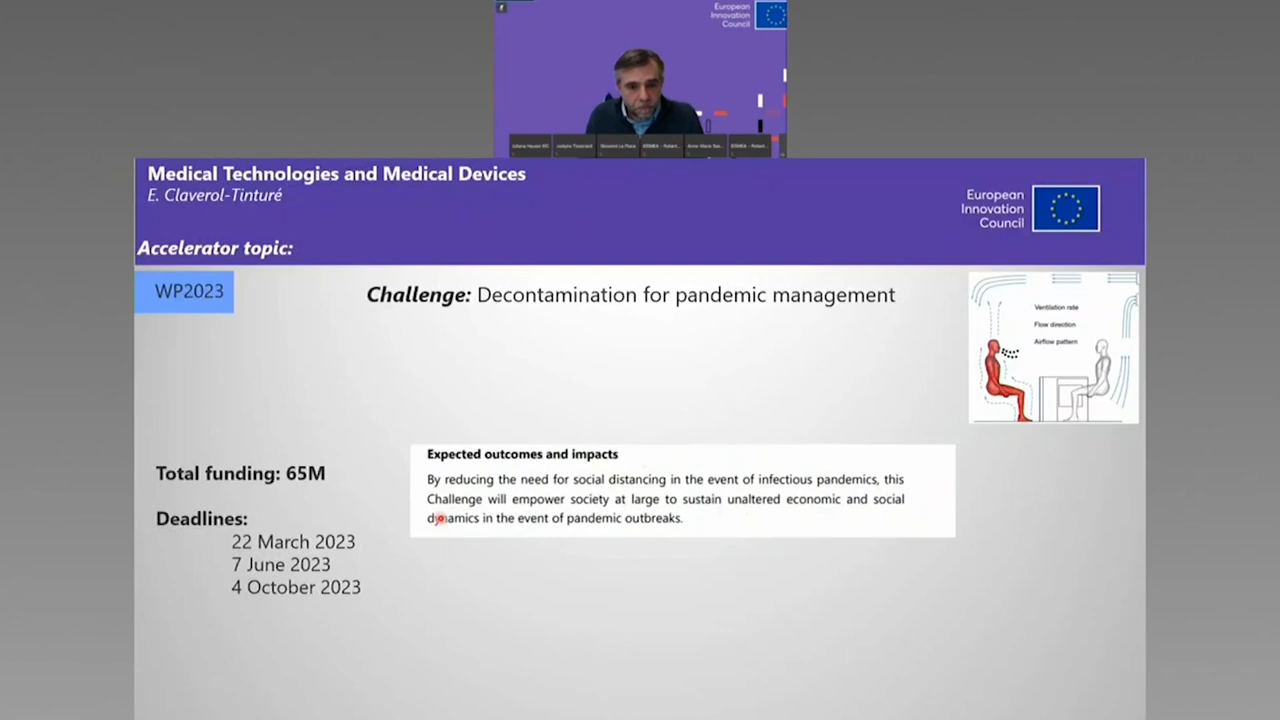 European
Innovation
Council
Medical Technologies and Medical Devices
E. Claverol-Tinturé
European
Innovation
Council
Accelerator topic:
WP2023
Challenge: Decontamination for pandemic management
Ventilation rate
Flow direction
Airflow pattern
Total funding: 65M
Deadlines:
22 March 2023
7 June 2023
4 October 2023
Expected outcomes and impacts
By reducing the need for social distancing in the event of infectious pandemics, this
Challenge will empower society at large to sustain unaltered economic and social
dynamics in the event of pandemic outbreaks.